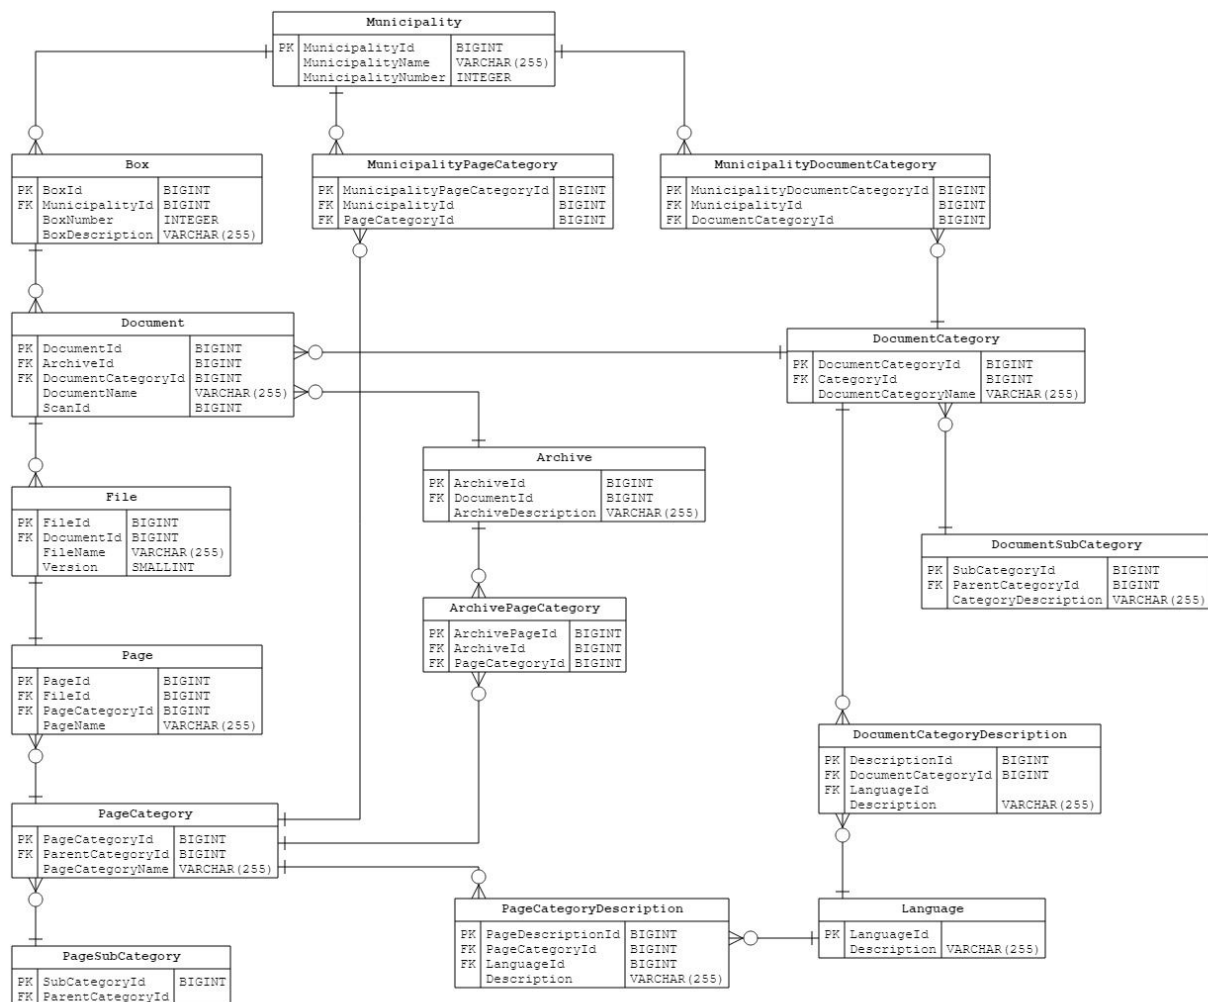 Municipality
PK MunicipalityId BIGINT
MunicipalityName VARCHAR(255)
MunicipalityNumber INTEGER
Box
PK BoxId BIGINT
FK MunicipalityId BIGINT
BoxNumber INTEGER
BoxDescription VARCHAR(255)
MunicipalityPageCategory
PK MunicipalityPageCategoryId BIGINT
FK MunicipalityId BIGINT
FK PageCategoryId BIGINT
MunicipalityDocumentCategory
PK MunicipalityDocumentCategoryId BIGINT
FK MunicipalityId BIGINT
FK DocumentCategoryId BIGINT
Document
PK DocumentId BIGINT
FK ArchiveId BIGINT
FK DocumentCategoryId BIGINT
DocumentName VARCHAR(255)
ScanId BIGINT
DocumentCategory
PK DocumentCategoryId BIGINT
FK CategoryId BIGINT
DocumentCategoryName VARCHAR(255)
Archive
PK ArchiveId BIGINT
FK DocumentId BIGINT
ArchiveDescription VARCHAR(255)
File
PK FileId BIGINT
FK DocumentId BIGINT
FileName VARCHAR(255)
Version SMALLINT
DocumentSubCategory
PK SubCategoryId BIGINT
FK ParentCategoryId BIGINT
CategoryDescription VARCHAR(255)
ArchivePageCategory
PK ArchivePageId BIGINT
FK ArchiveId BIGINT
FK PageCategoryId BIGINT
Page
PK PageId BIGINT
FK FileId BIGINT
FK PageCategoryId BIGINT
PageName VARCHAR(255)
DocumentCategoryDescription
PK DescriptionId BIGINT
FK DocumentCategoryId BIGINT
FK LanguageId
Description VARCHAR(255)
PageCategory
PK PageCategoryId BIGINT
FK ParentCategoryId BIGINT
PageCategoryName VARCHAR(255)
PageCategoryDescription
PK PageDescriptionId BIGINT
FK PageCategoryId BIGINT
FK LanguageId BIGINT
Description VARCHAR(255)
Language
PK LanguageId
Description VARCHAR(255)
PageSubCategory
PK SubCategoryId BIGINT
FK ParentCategoryId